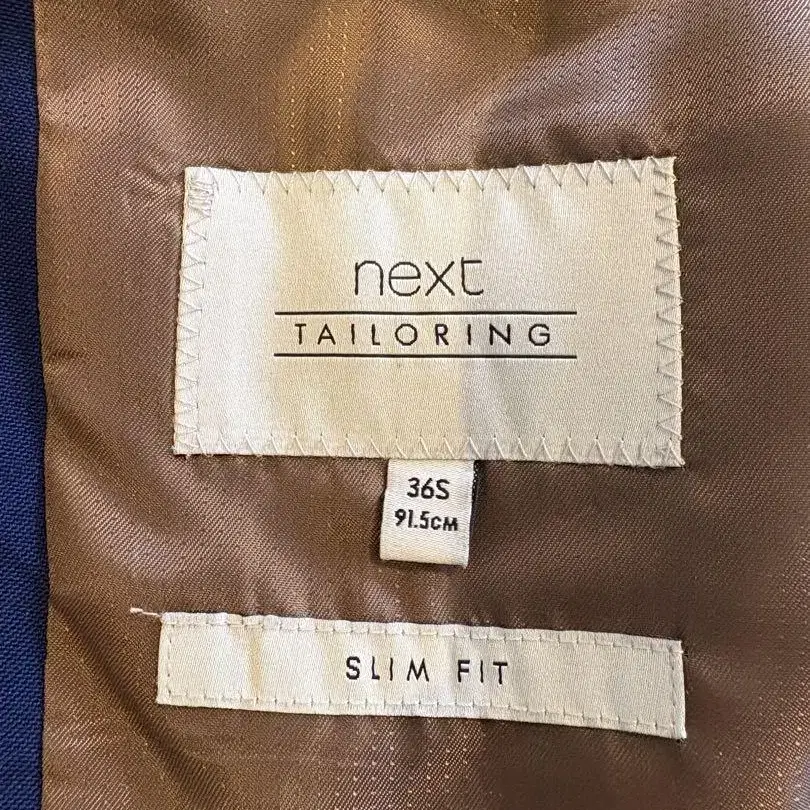 next
TAILORING
36S
91.5CM
SLIM FIT